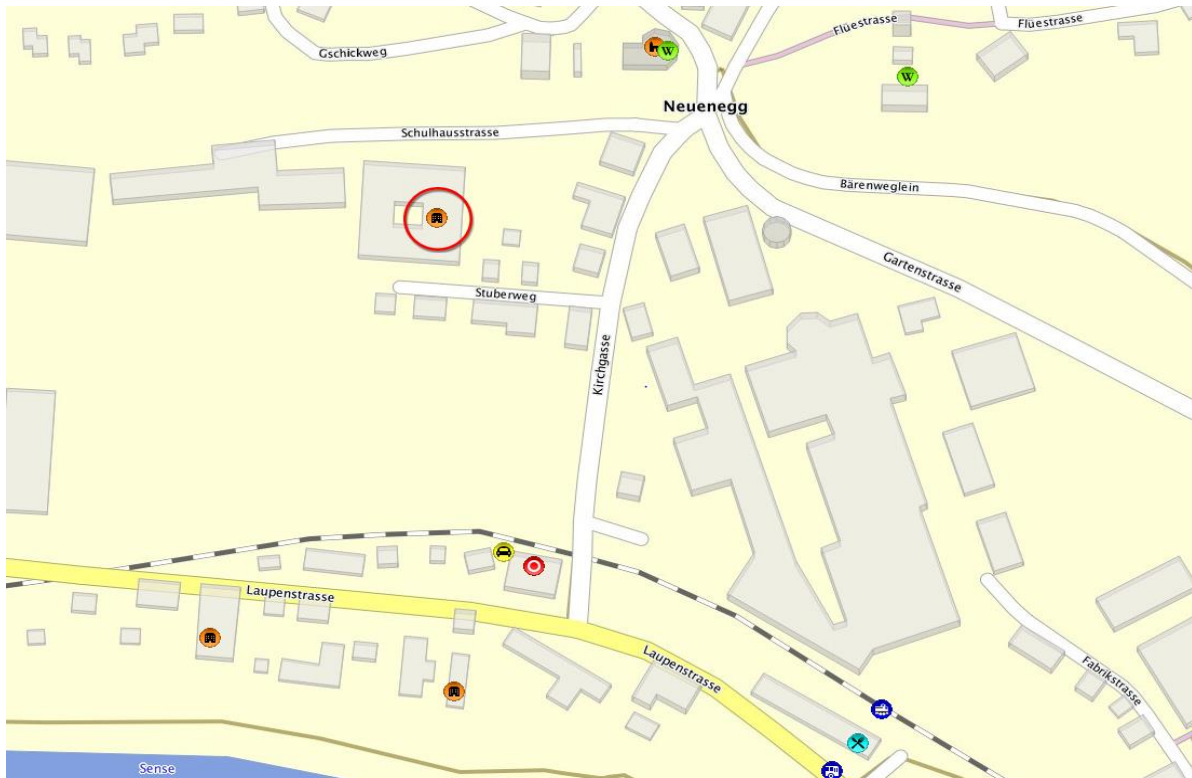 Gschickweg
Flüestrasse
Flüestrasse
W
W
Neuenegg
Schulhausstrasse
Bärenweglein
Gartenstrasse
Stuberweg
Kirchgasse
Laupenstrasse
Laupenstrasse
Fabrikstrasse
Sense